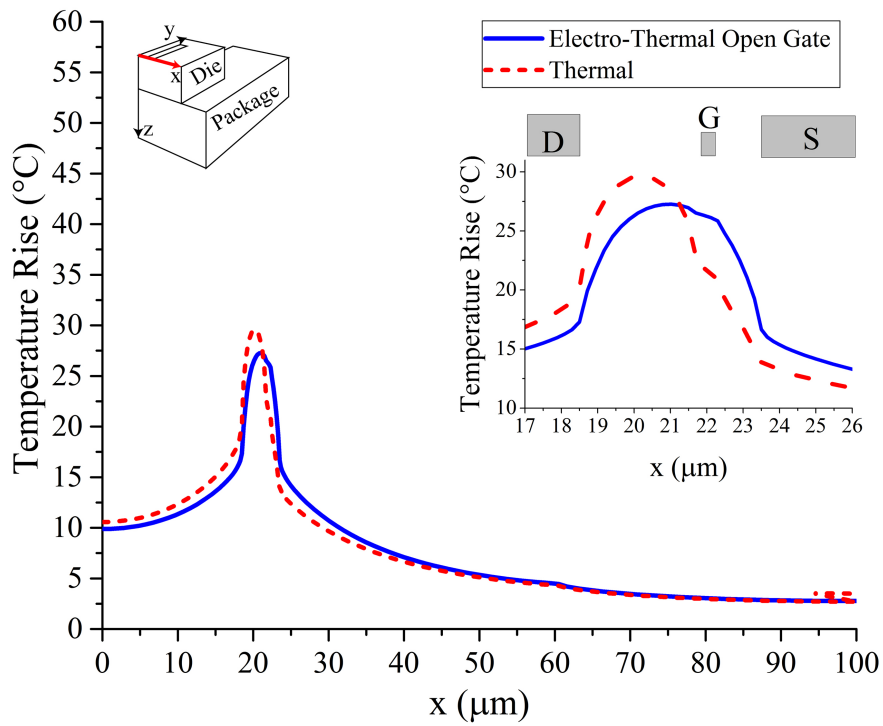 Electro-Thermal Open Gate
Thermal
y
x
z
Die
Package
D
G
S
Temperature Rise (°C)
60
55
50
45
40
35
30
25
20
15
10
5
0
0 10 20 30 40 50 60 70 80 90 100
x (μm)
Temperature Rise (°C)
30
25
20
15
10
17 18 19 20 21 22 23 24 25 26
x (μm)